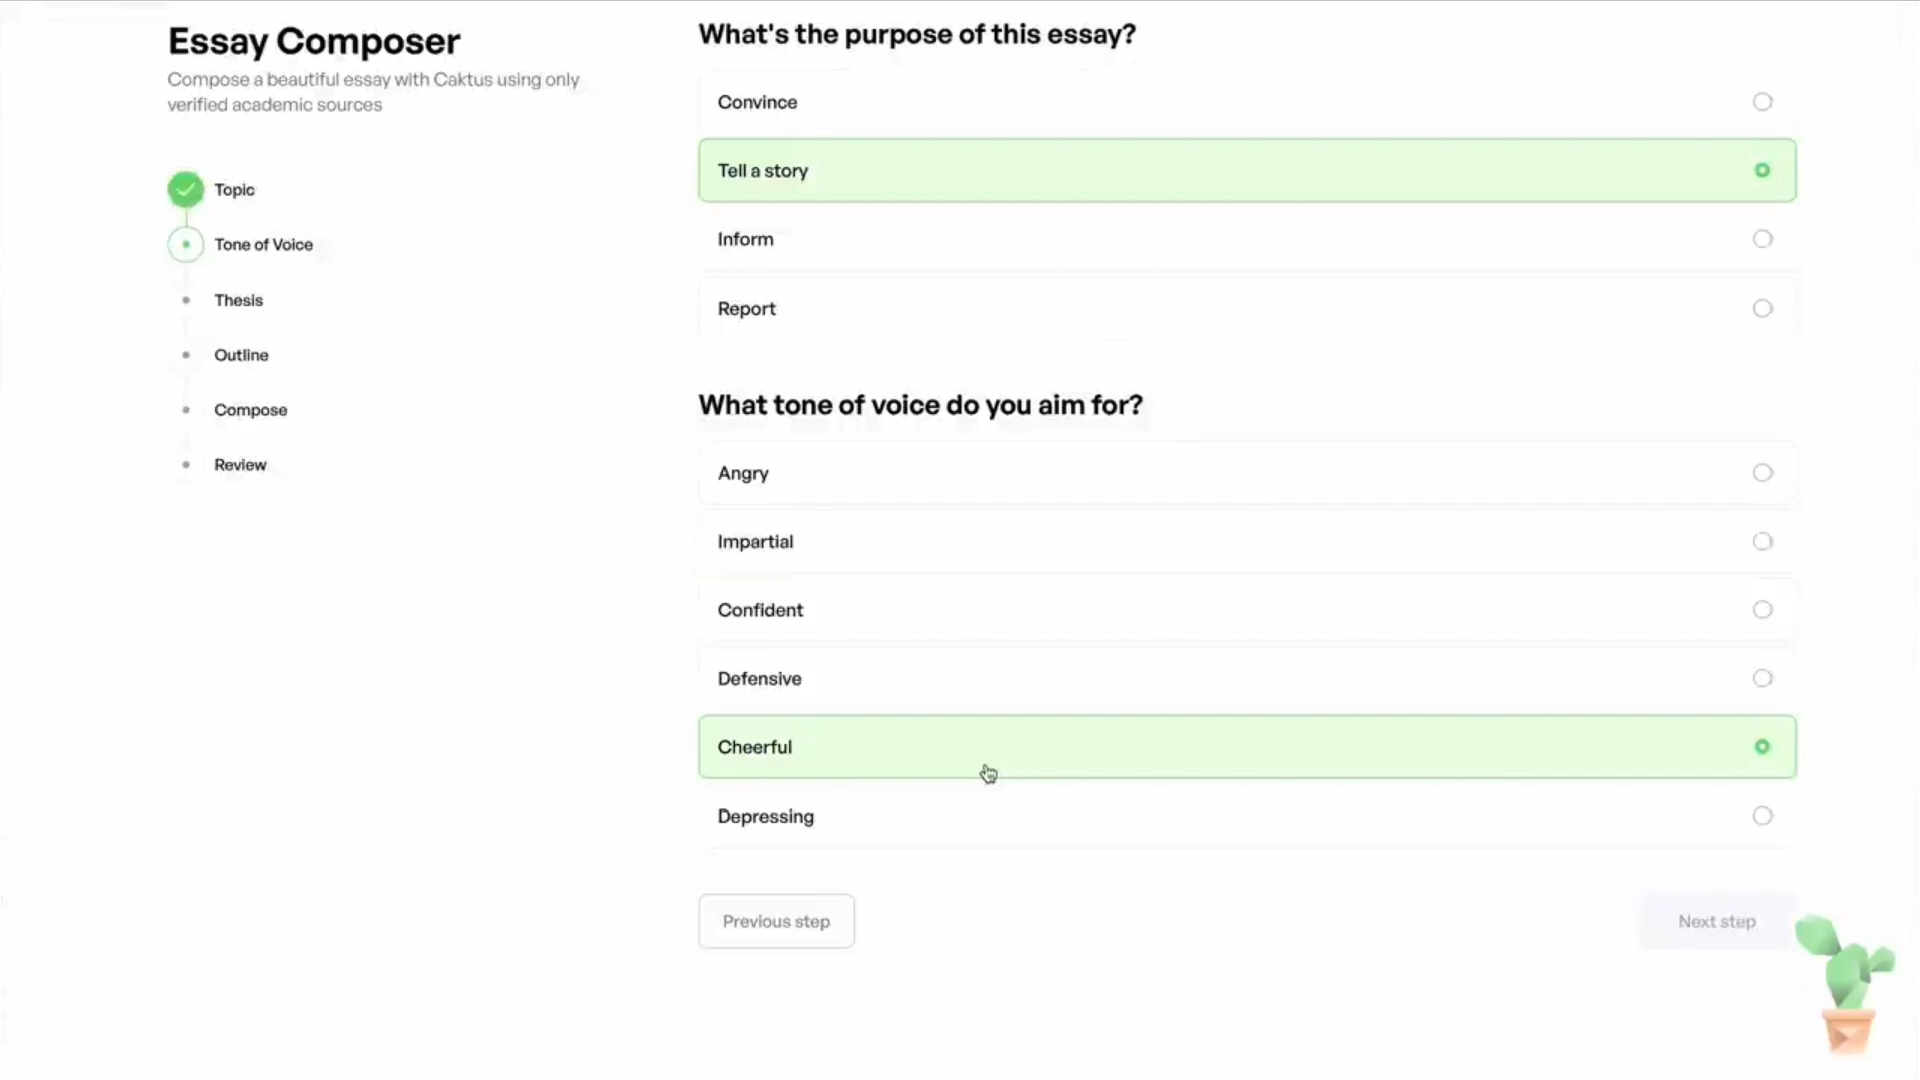 Essay Composer
Compose a beautiful essay with Caktus using only
verified academic sources
Topic
Tone of Voice
Thesis
Outline
Compose
Review
What's the purpose of this essay?
Convince
Tell a story
Inform
Report
What tone of voice do you aim for?
Angry
Impartial
Confident
Defensive
Cheerful
Depressing
Previous step
Next step